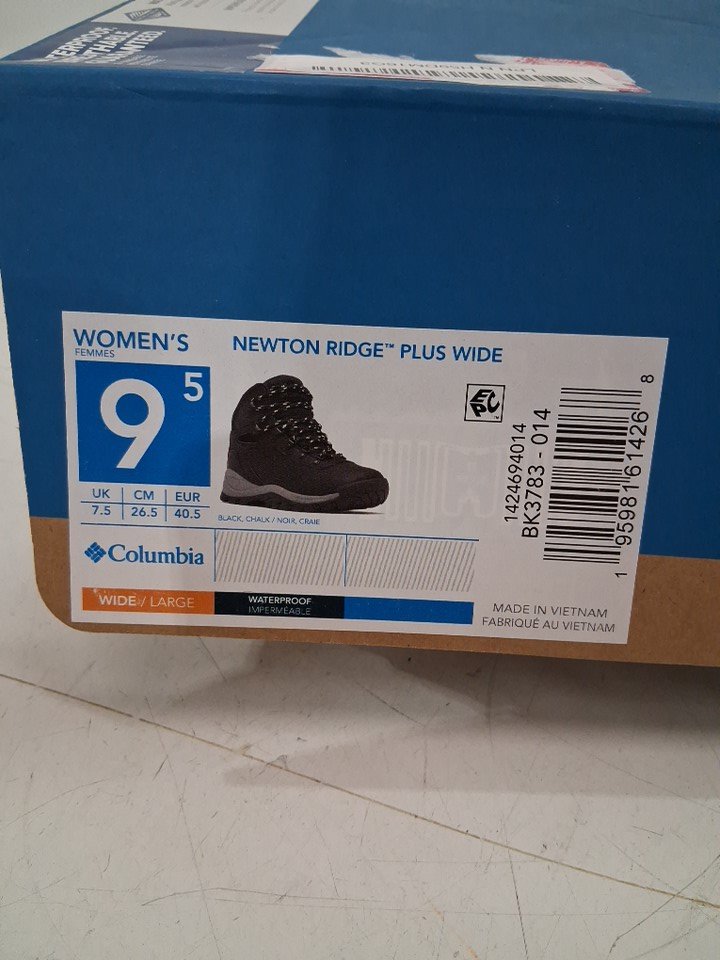 WOMEN'S
FEMMES
NEWTON RIDGE™ PLUS WIDE
9 5
UK CM EUR
7.5 26.5 40.5
BLACK, CHALK / NOIR, CRAIE
Columbia
WIDE / LARGE
WATERPROOF
IMPERMÉABLE
EPC
1424694014
BK3783 - 014
1 95981 61426 8
MADE IN VIETNAM
FABRIQUÉ AU VIETNAM